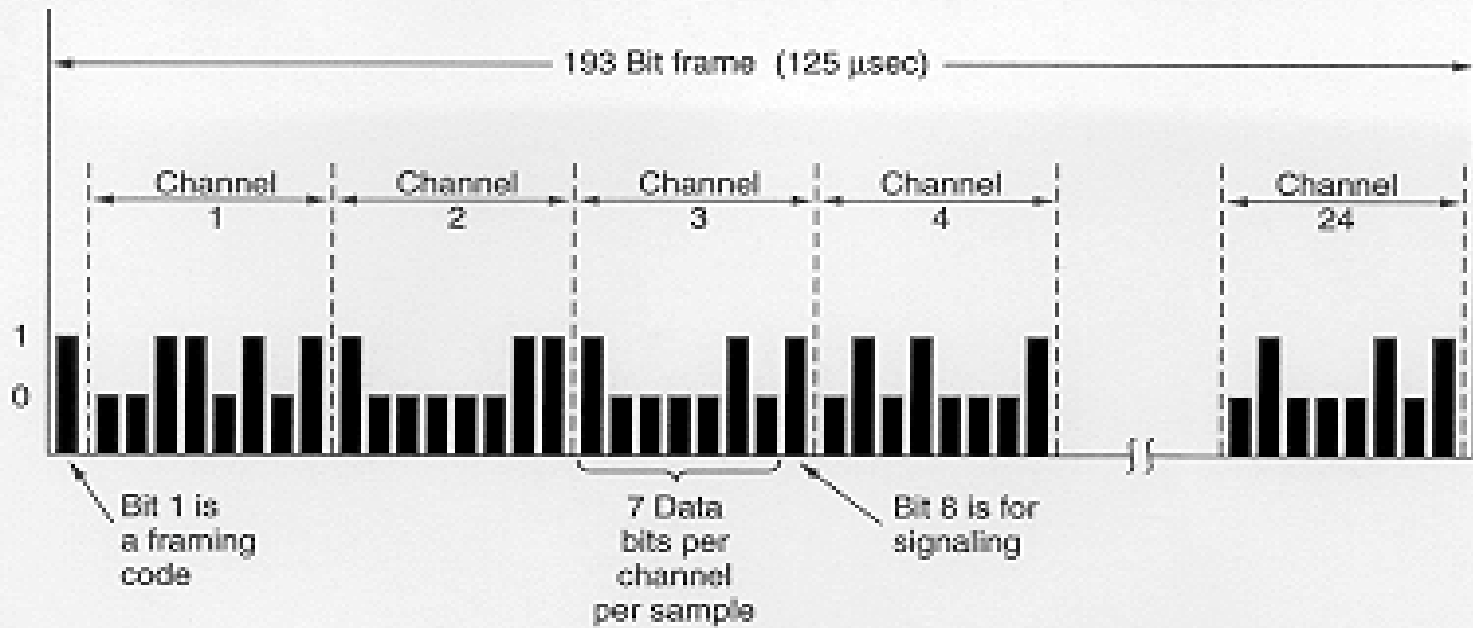 193 Bit frame (125 µsec)
Channel
1
Channel
2
Channel
3
Channel
4
Channel
24
1
0
Bit 1 is
a framing
code
7 Data
bits per
channel
per sample
Bit 8 is for
signaling